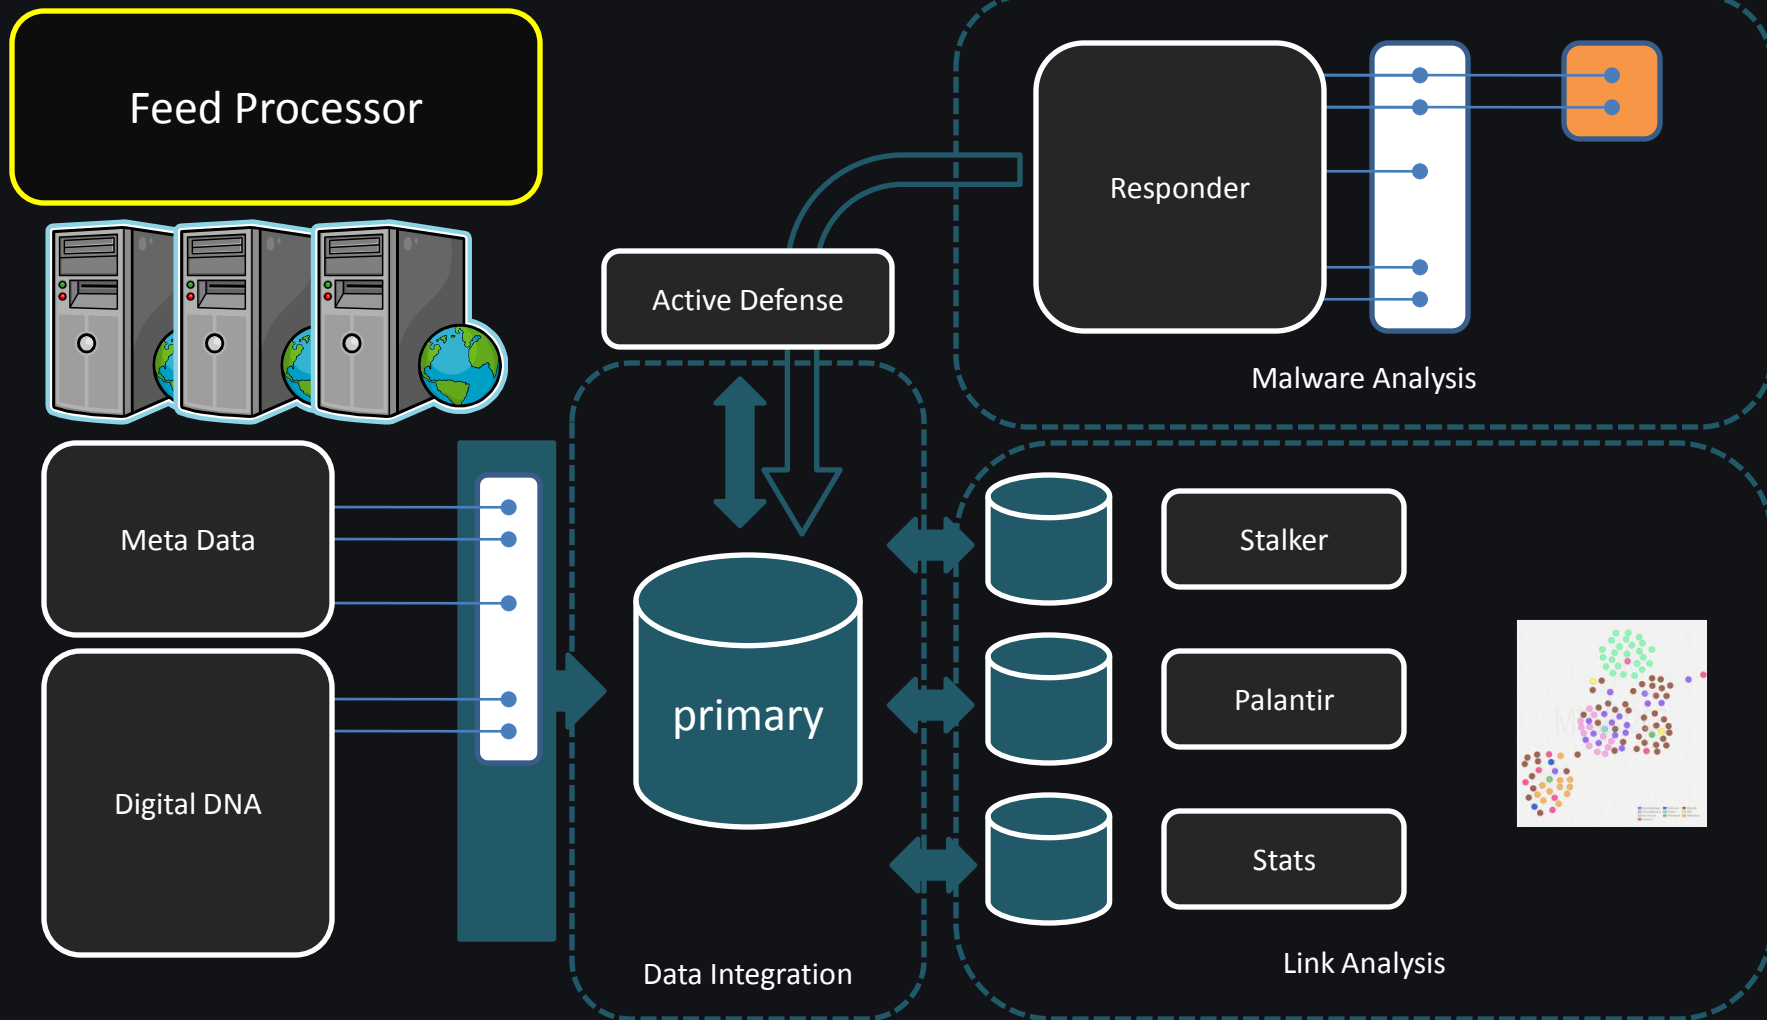 Feed Processor
Responder
Active Defense
Malware Analysis
Meta Data
Stalker
primary
Palantir
Digital DNA
Stats
Data Integration
Link Analysis